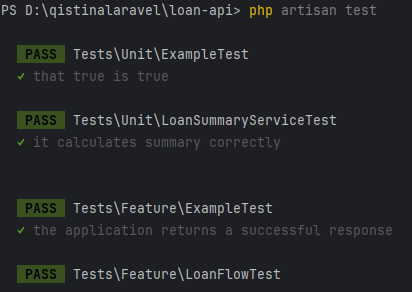 PS D:\qistinalaravel\loan-api> php artisan test
PASS Tests\Unit\ExampleTest
✓ that true is true
PASS Tests\Unit\LoanSummaryServiceTest
✓ it calculates summary correctly
PASS Tests\Feature\ExampleTest
✓ the application returns a successful response
PASS Tests\Feature\LoanFlowTest